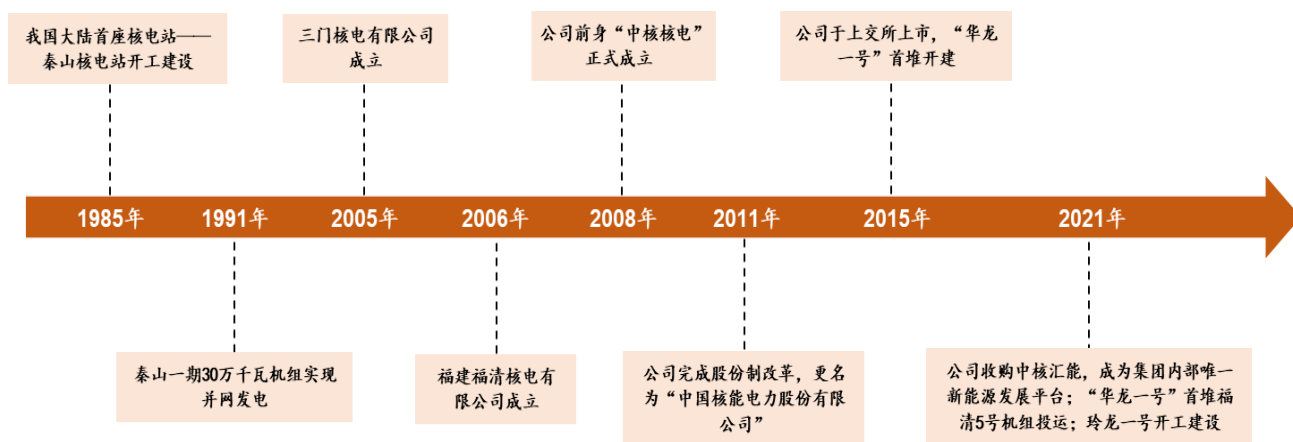 我国大陆首座核电站——
秦山核电站开工建设
三门核电有限公司
成立
公司前身“中核核电”
正式成立
公司于上交所上市，“华龙
一号”首堆开建
1985年
1991年
2005年
2006年
2008年
2011年
2015年
2021年
秦山一期30万千瓦机组实现
并网发电
福建福清核电有
限公司成立
公司完成股份制改革，更名
为“中国核能电力股份有限
公司”
公司收购中核汇能，成为集团内部唯一
新能源发展平台；“华龙一号”首堆福
清5号机组投运；玲龙一号开工建设